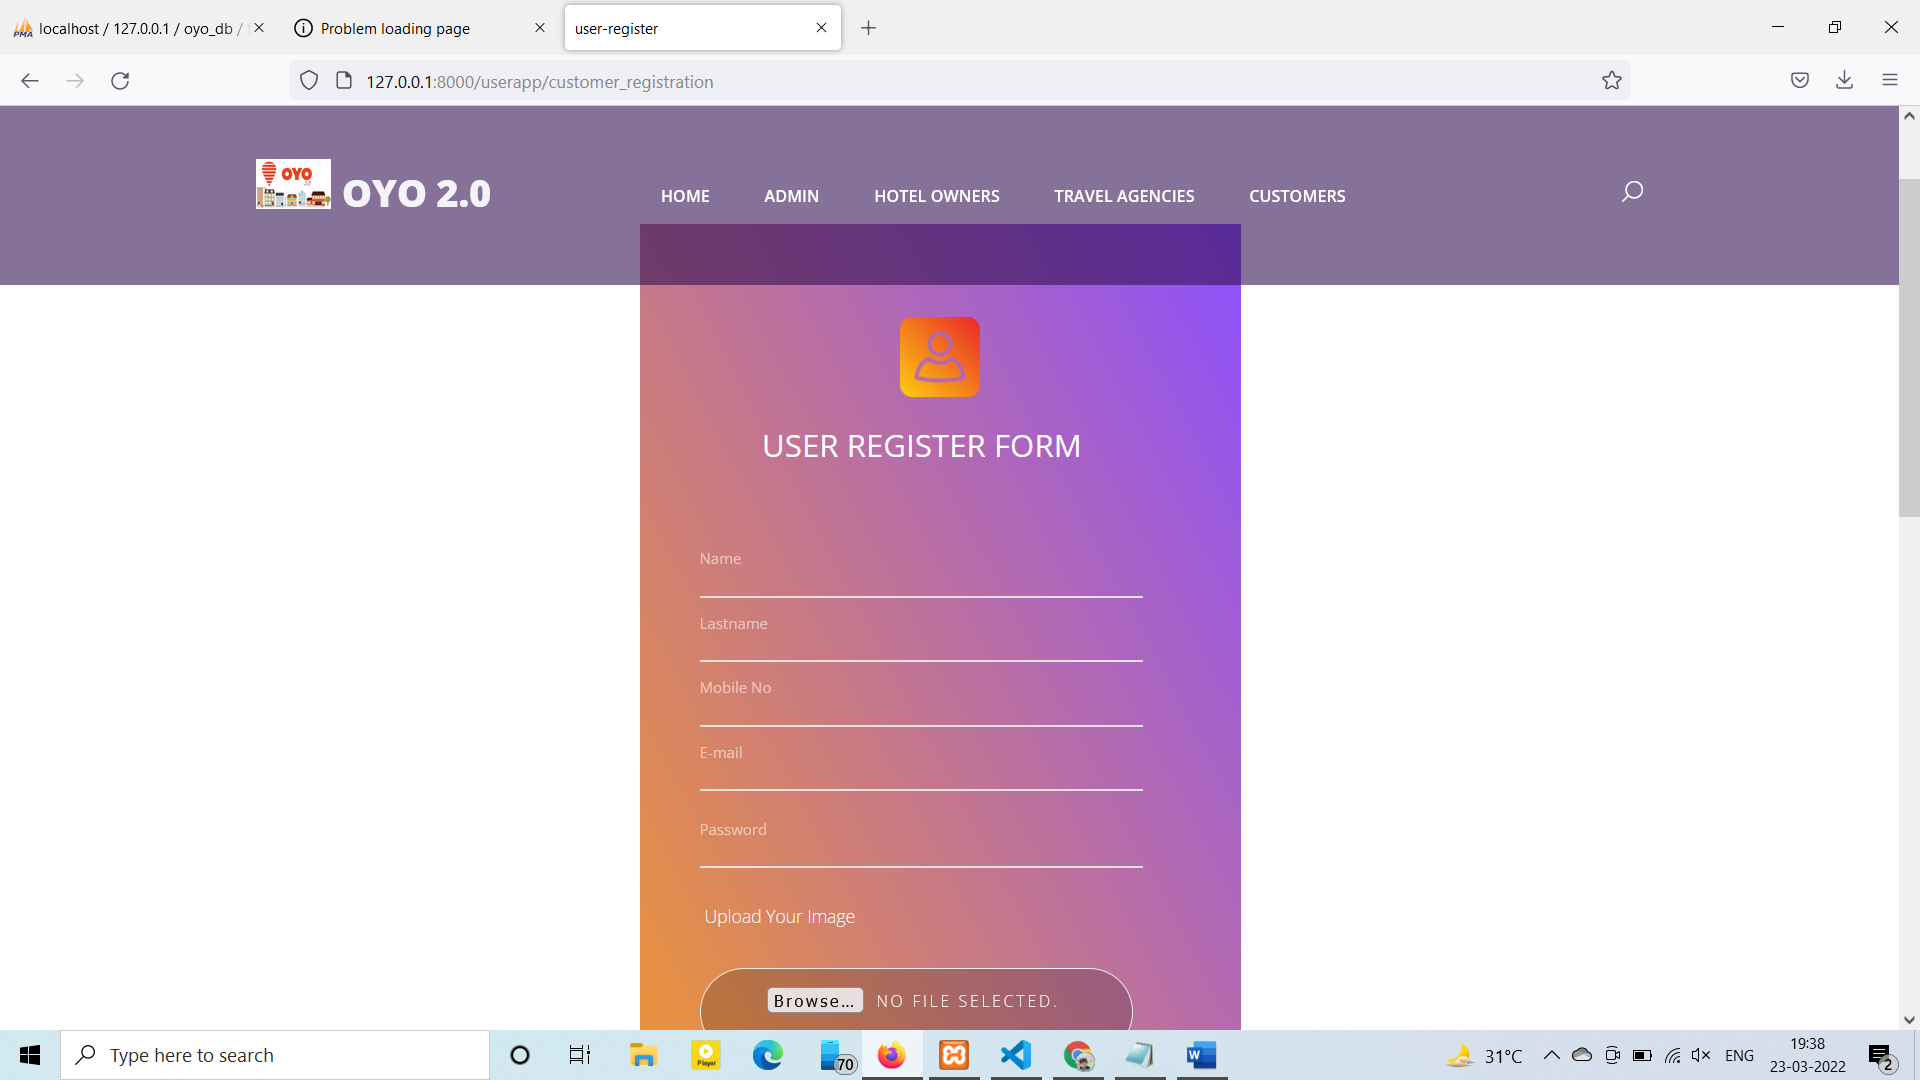 localhost / 127.0.0.1 / oyo_db /
Problem loading page
user-register
127.0.0.1:8000/userapp/customer_registration
OYO
2.0
OYO 2.0
HOME
ADMIN
HOTEL OWNERS
TRAVEL AGENCIES
CUSTOMERS
USER REGISTER FORM
Name
Lastname
Mobile No
E-mail
Password
Upload Your Image
Browse... NO FILE SELECTED.
Type here to search
Player
70
31°C
ENG
19:38
23-03-2022
2